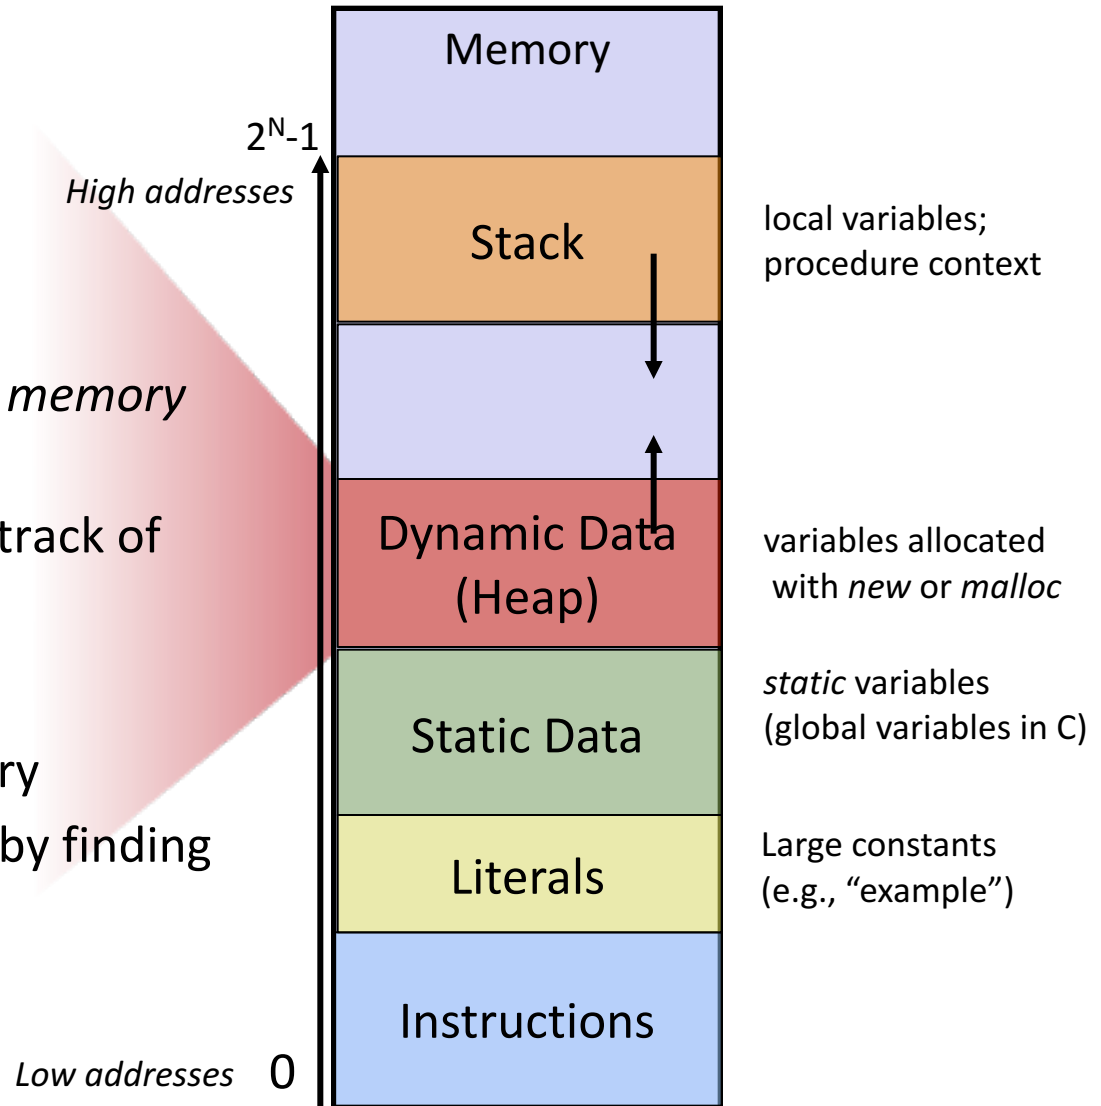 Memory
2^N-1
High addresses
Stack
local variables;
procedure context
memory
track of
Dynamic Data
(Heap)
variables allocated
with new or malloc
static variables
(global variables in C)
Static Data
ry
by finding
Literals
Large constants
(e.g., “example”)
Instructions
Low addresses 0